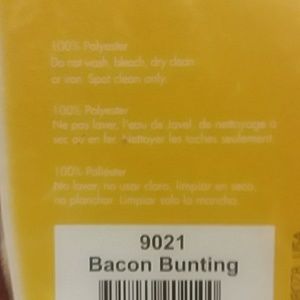 100% Polyester
Do not wash, bleach, dry clean
or iron. Spot clean only.
100% Polyester
Ne pas laver, l'eau de Javel, de nettoyage à
sec ou en fer. Nettoyer les taches seulement.
100% Poliéster
No lavar, no usar cloro, limpiar en seco,
no planchar. Limpiar solo la mancha.
9021
Bacon Bunting